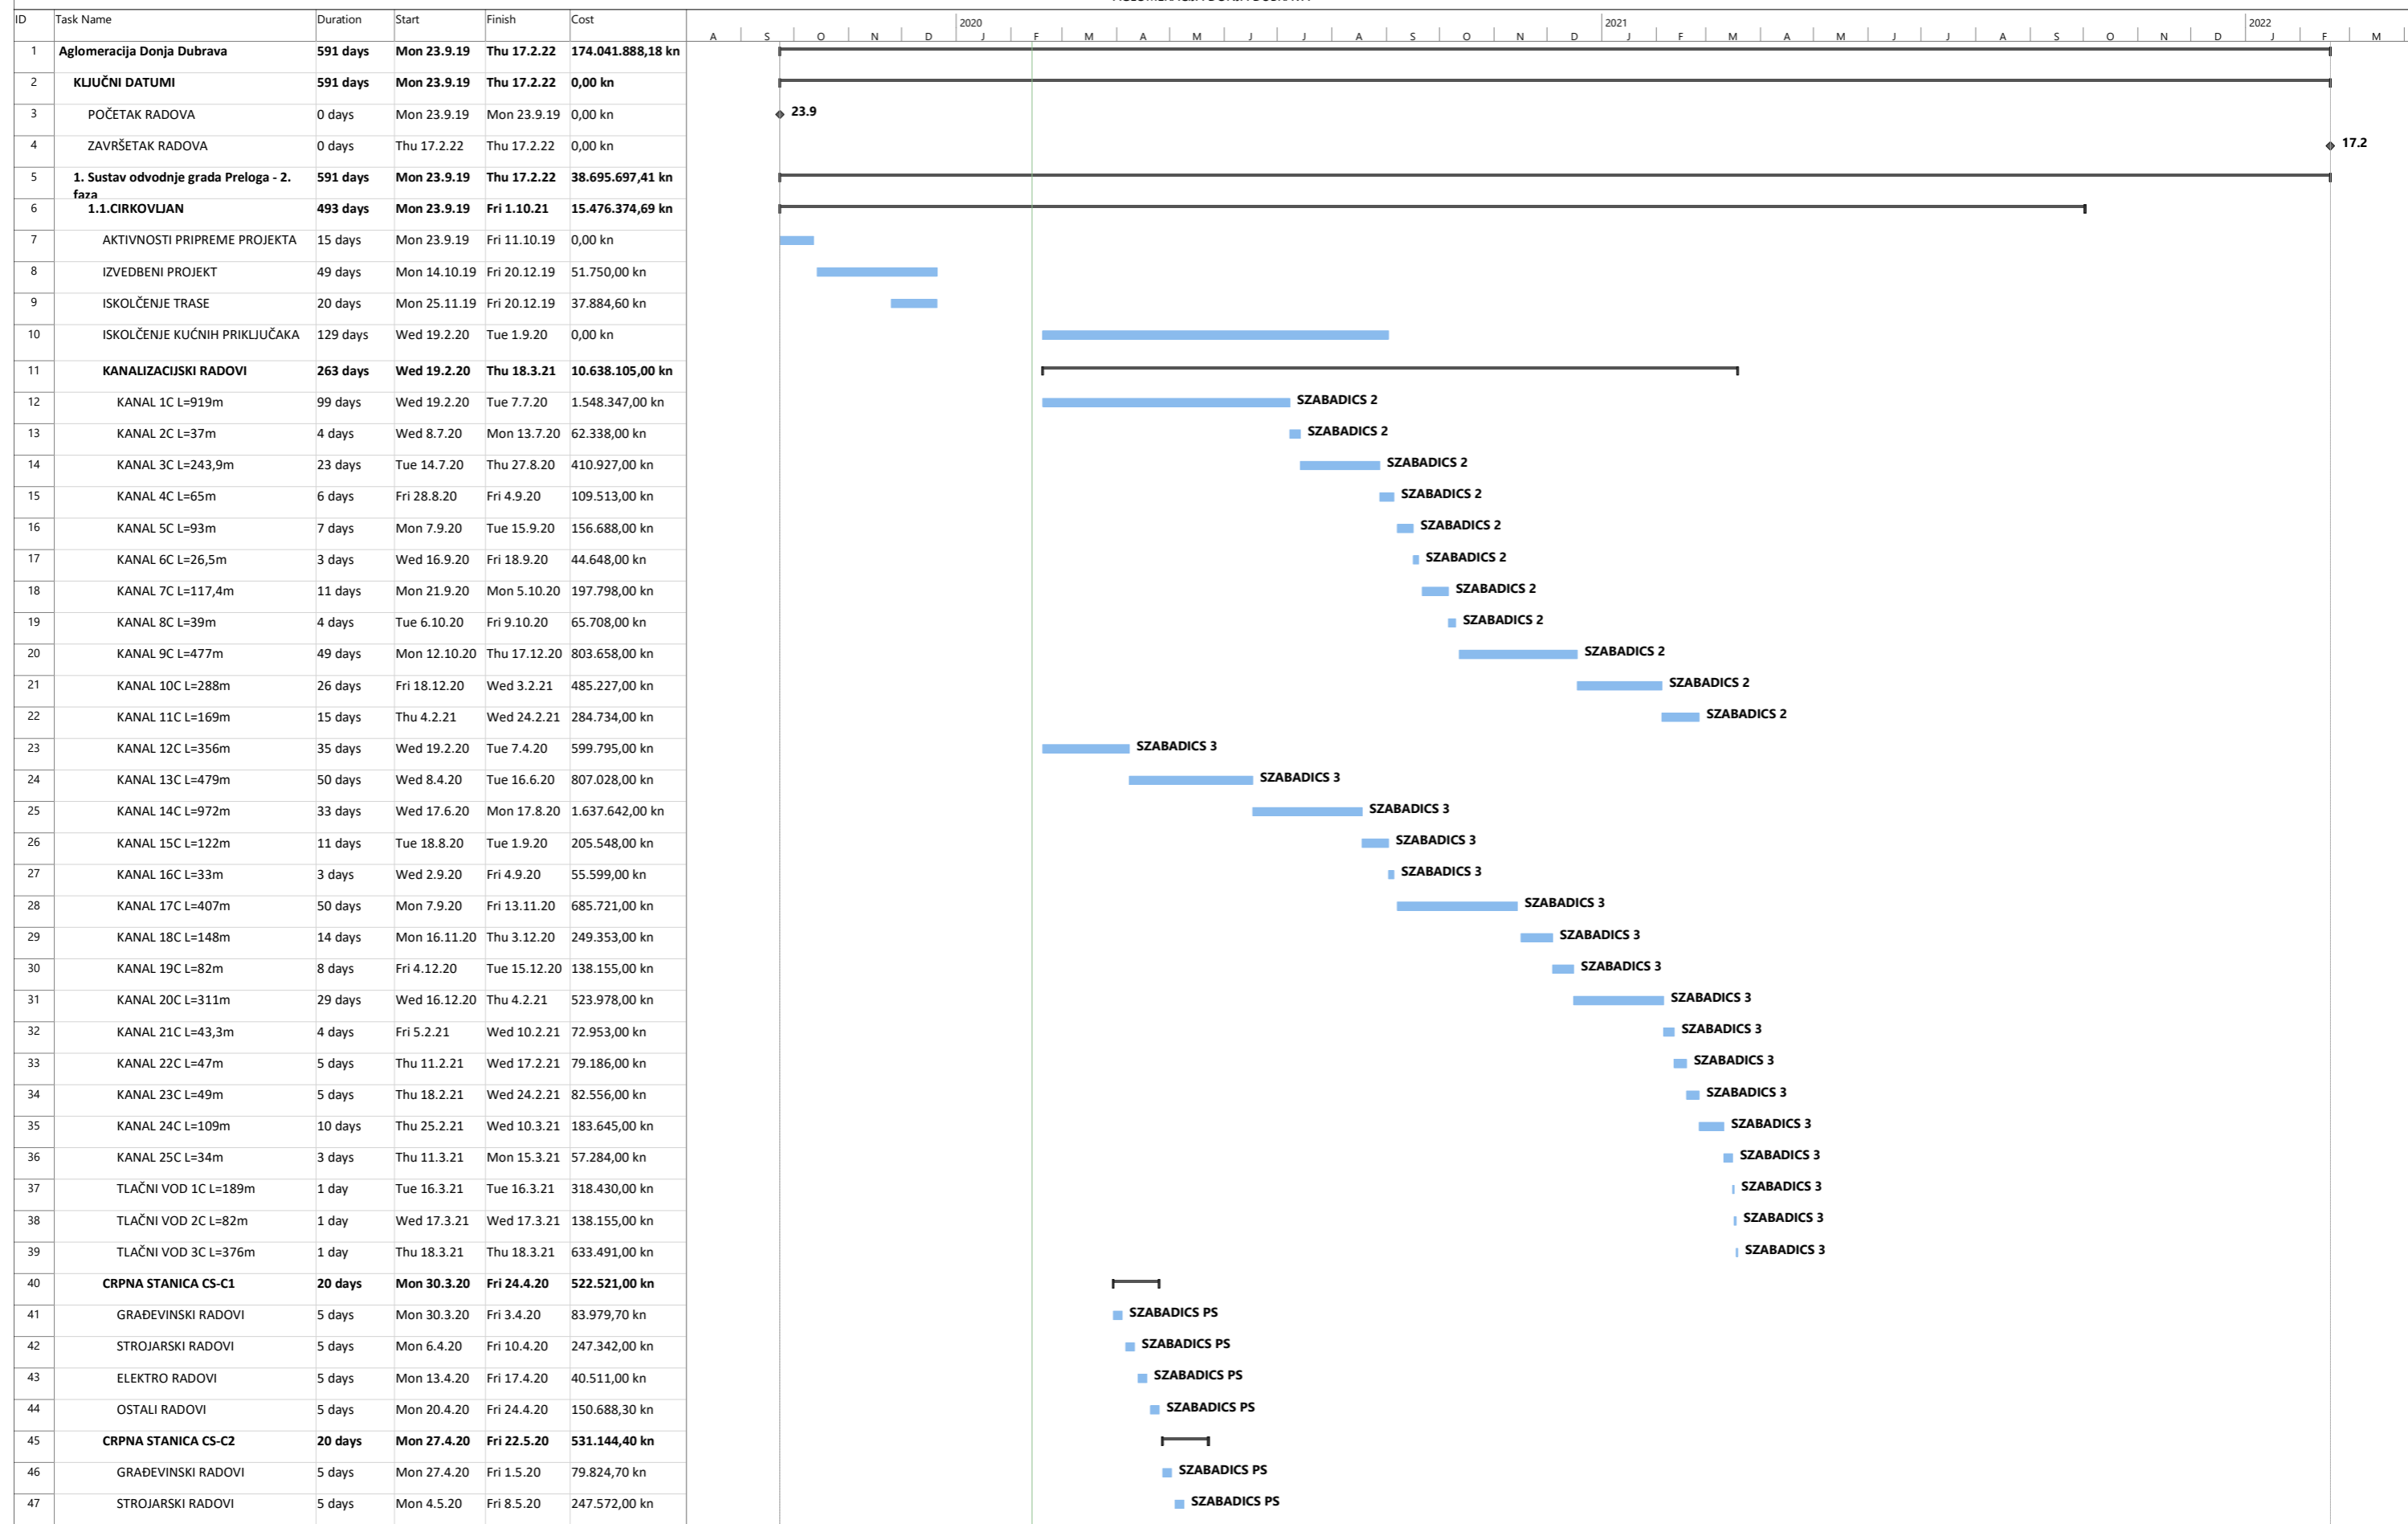 ID Task Name Duration Start Finish Cost
2020 2021 2022
A S O N D J F M A M J J A S O N D J F M A M J J A S O N D J F M
1 Aglomeracija Donja Dubrava 591 days Mon 23.9.19 Thu 17.2.22 174.041.888,18 kn
2 KLJUČNI DATUMI 591 days Mon 23.9.19 Thu 17.2.22 0,00 kn
3 POČETAK RADOVA 0 days Mon 23.9.19 Mon 23.9.19 0,00 kn 23.9
4 ZAVRŠETAK RADOVA 0 days Thu 17.2.22 Thu 17.2.22 0,00 kn 17.2
5 1. Sustav odvodnje grada Preloga - 2. 591 days Mon 23.9.19 Thu 17.2.22 38.695.697,41 kn
faza
6 1.1.CIRKOVLJAN 493 days Mon 23.9.19 Fri 1.10.21 15.476.374,69 kn
7 AKTIVNOSTI PRIPREME PROJEKTA 15 days Mon 23.9.19 Fri 11.10.19 0,00 kn
8 IZVEDBENI PROJEKT 49 days Mon 14.10.19 Fri 20.12.19 51.750,00 kn
9 ISKOLČENJE TRASE 20 days Mon 25.11.19 Fri 20.12.19 37.884,60 kn
10 ISKOLČENJE KUĆNIH PRIKLJUČAKA 129 days Wed 19.2.20 Tue 1.9.20 0,00 kn
11 KANALIZACIJSKI RADOVI 263 days Wed 19.2.20 Thu 18.3.21 10.638.105,00 kn
12 KANAL 1C L=919m 99 days Wed 19.2.20 Tue 7.7.20 1.548.347,00 kn SZABADICS 2
13 KANAL 2C L=37m 4 days Wed 8.7.20 Mon 13.7.20 62.338,00 kn SZABADICS 2
14 KANAL 3C L=243,9m 23 days Tue 14.7.20 Thu 27.8.20 410.927,00 kn SZABADICS 2
15 KANAL 4C L=65m 6 days Fri 28.8.20 Fri 4.9.20 109.513,00 kn SZABADICS 2
16 KANAL 5C L=93m 7 days Mon 7.9.20 Tue 15.9.20 156.688,00 kn SZABADICS 2
17 KANAL 6C L=26,5m 3 days Wed 16.9.20 Fri 18.9.20 44.648,00 kn SZABADICS 2
18 KANAL 7C L=117,4m 11 days Mon 21.9.20 Mon 5.10.20 197.798,00 kn SZABADICS 2
19 KANAL 8C L=39m 4 days Tue 6.10.20 Fri 9.10.20 65.708,00 kn SZABADICS 2
20 KANAL 9C L=477m 49 days Mon 12.10.20 Thu 17.12.20 803.658,00 kn SZABADICS 2
21 KANAL 10C L=288m 26 days Fri 18.12.20 Wed 3.2.21 485.227,00 kn SZABADICS 2
22 KANAL 11C L=169m 15 days Thu 4.2.21 Wed 24.2.21 284.734,00 kn SZABADICS 2
23 KANAL 12C L=356m 35 days Wed 19.2.20 Tue 7.4.20 599.795,00 kn SZABADICS 3
24 KANAL 13C L=479m 50 days Wed 8.4.20 Tue 16.6.20 807.028,00 kn SZABADICS 3
25 KANAL 14C L=972m 33 days Wed 17.6.20 Mon 17.8.20 1.637.642,00 kn SZABADICS 3
26 KANAL 15C L=122m 11 days Tue 18.8.20 Tue 1.9.20 205.548,00 kn SZABADICS 3
27 KANAL 16C L=33m 3 days Wed 2.9.20 Fri 4.9.20 55.599,00 kn SZABADICS 3
28 KANAL 17C L=407m 50 days Mon 7.9.20 Fri 13.11.20 685.721,00 kn SZABADICS 3
29 KANAL 18C L=148m 14 days Mon 16.11.20 Thu 3.12.20 249.353,00 kn SZABADICS 3
30 KANAL 19C L=82m 8 days Fri 4.12.20 Tue 15.12.20 138.155,00 kn SZABADICS 3
31 KANAL 20C L=311m 29 days Wed 16.12.20 Thu 4.2.21 523.978,00 kn SZABADICS 3
32 KANAL 21C L=43,3m 4 days Fri 5.2.21 Wed 10.2.21 72.953,00 kn SZABADICS 3
33 KANAL 22C L=47m 5 days Thu 11.2.21 Wed 17.2.21 79.186,00 kn SZABADICS 3
34 KANAL 23C L=49m 5 days Thu 18.2.21 Wed 24.2.21 82.556,00 kn SZABADICS 3
35 KANAL 24C L=109m 10 days Thu 25.2.21 Wed 10.3.21 183.645,00 kn SZABADICS 3
36 KANAL 25C L=34m 3 days Thu 11.3.21 Mon 15.3.21 57.284,00 kn SZABADICS 3
37 TLAČNI VOD 1C L=189m 1 day Tue 16.3.21 Tue 16.3.21 318.430,00 kn SZABADICS 3
38 TLAČNI VOD 2C L=82m 1 day Wed 17.3.21 Wed 17.3.21 138.155,00 kn SZABADICS 3
39 TLAČNI VOD 3C L=376m 1 day Thu 18.3.21 Thu 18.3.21 633.491,00 kn SZABADICS 3
40 CRPNA STANICA CS-C1 20 days Mon 30.3.20 Fri 24.4.20 522.521,00 kn
41 GRAĐEVINSKI RADOVI 5 days Mon 30.3.20 Fri 3.4.20 83.979,70 kn SZABADICS PS
42 STROJARSKI RADOVI 5 days Mon 6.4.20 Fri 10.4.20 247.342,00 kn SZABADICS PS
43 ELEKTRO RADOVI 5 days Mon 13.4.20 Fri 17.4.20 40.511,00 kn SZABADICS PS
44 OSTALI RADOVI 5 days Mon 20.4.20 Fri 24.4.20 150.688,30 kn SZABADICS PS
45 CRPNA STANICA CS-C2 20 days Mon 27.4.20 Fri 22.5.20 531.144,40 kn
46 GRAĐEVINSKI RADOVI 5 days Mon 27.4.20 Fri 1.5.20 79.824,70 kn SZABADICS PS
47 STROJARSKI RADOVI 5 days Mon 4.5.20 Fri 8.5.20 247.572,00 kn SZABADICS PS